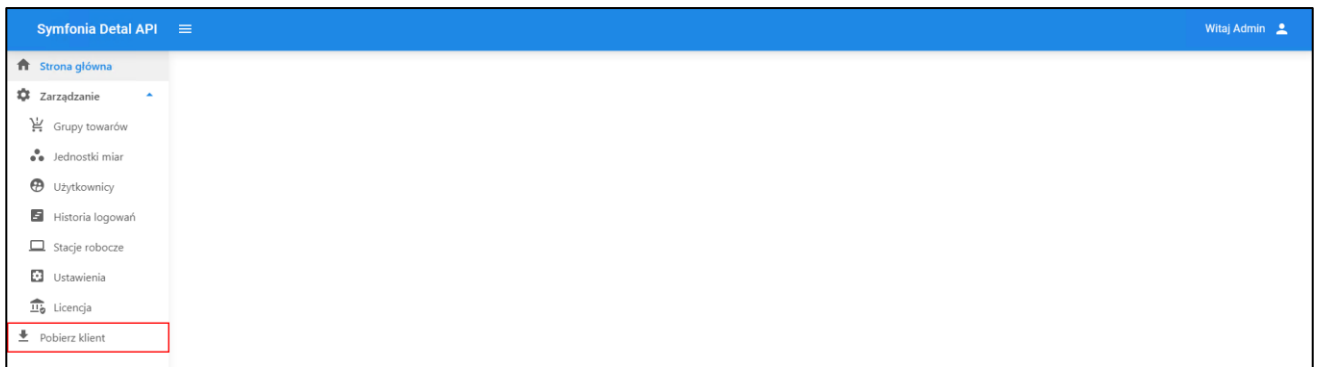 Symfonia Detal API
Witaj Admin
Strona główna
Zarządzanie
Grupy towarów
Jednostki miar
Użytkownicy
Historia logowań
Stacje robocze
Ustawienia
Licencja
Pobierz klient